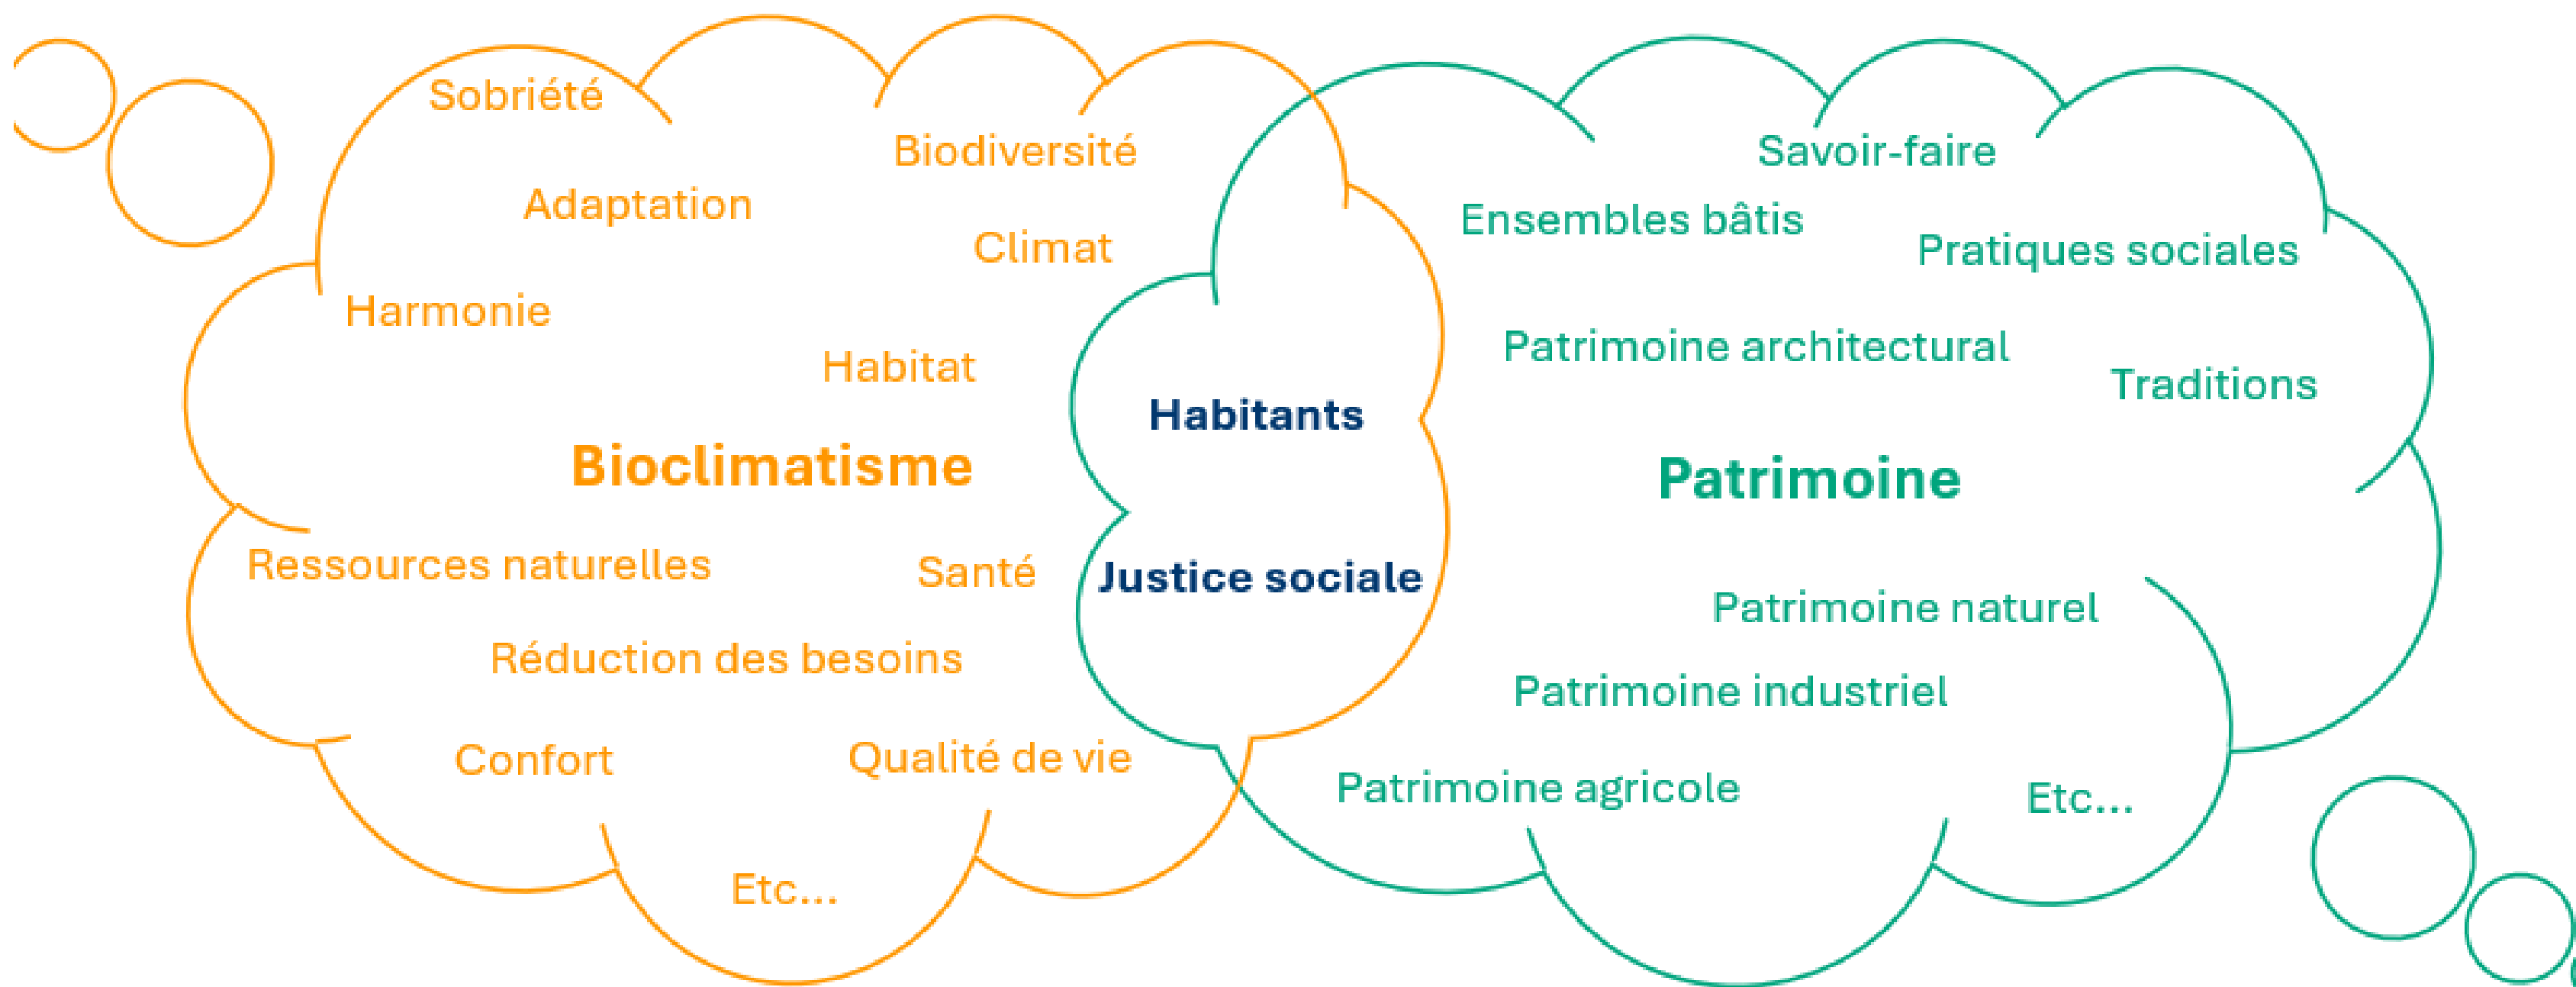 Sobriété
Biodiversité
Adaptation
Climat
Harmonie
Habitat
Bioclimatisme
Ressources naturelles
Santé
Réduction des besoins
Confort
Qualité de vie
Etc...
Habitants
Justice sociale
Savoir-faire
Ensembles bâtis
Pratiques sociales
Patrimoine architectural
Traditions
Patrimoine
Patrimoine naturel
Patrimoine industriel
Patrimoine agricole
Etc...